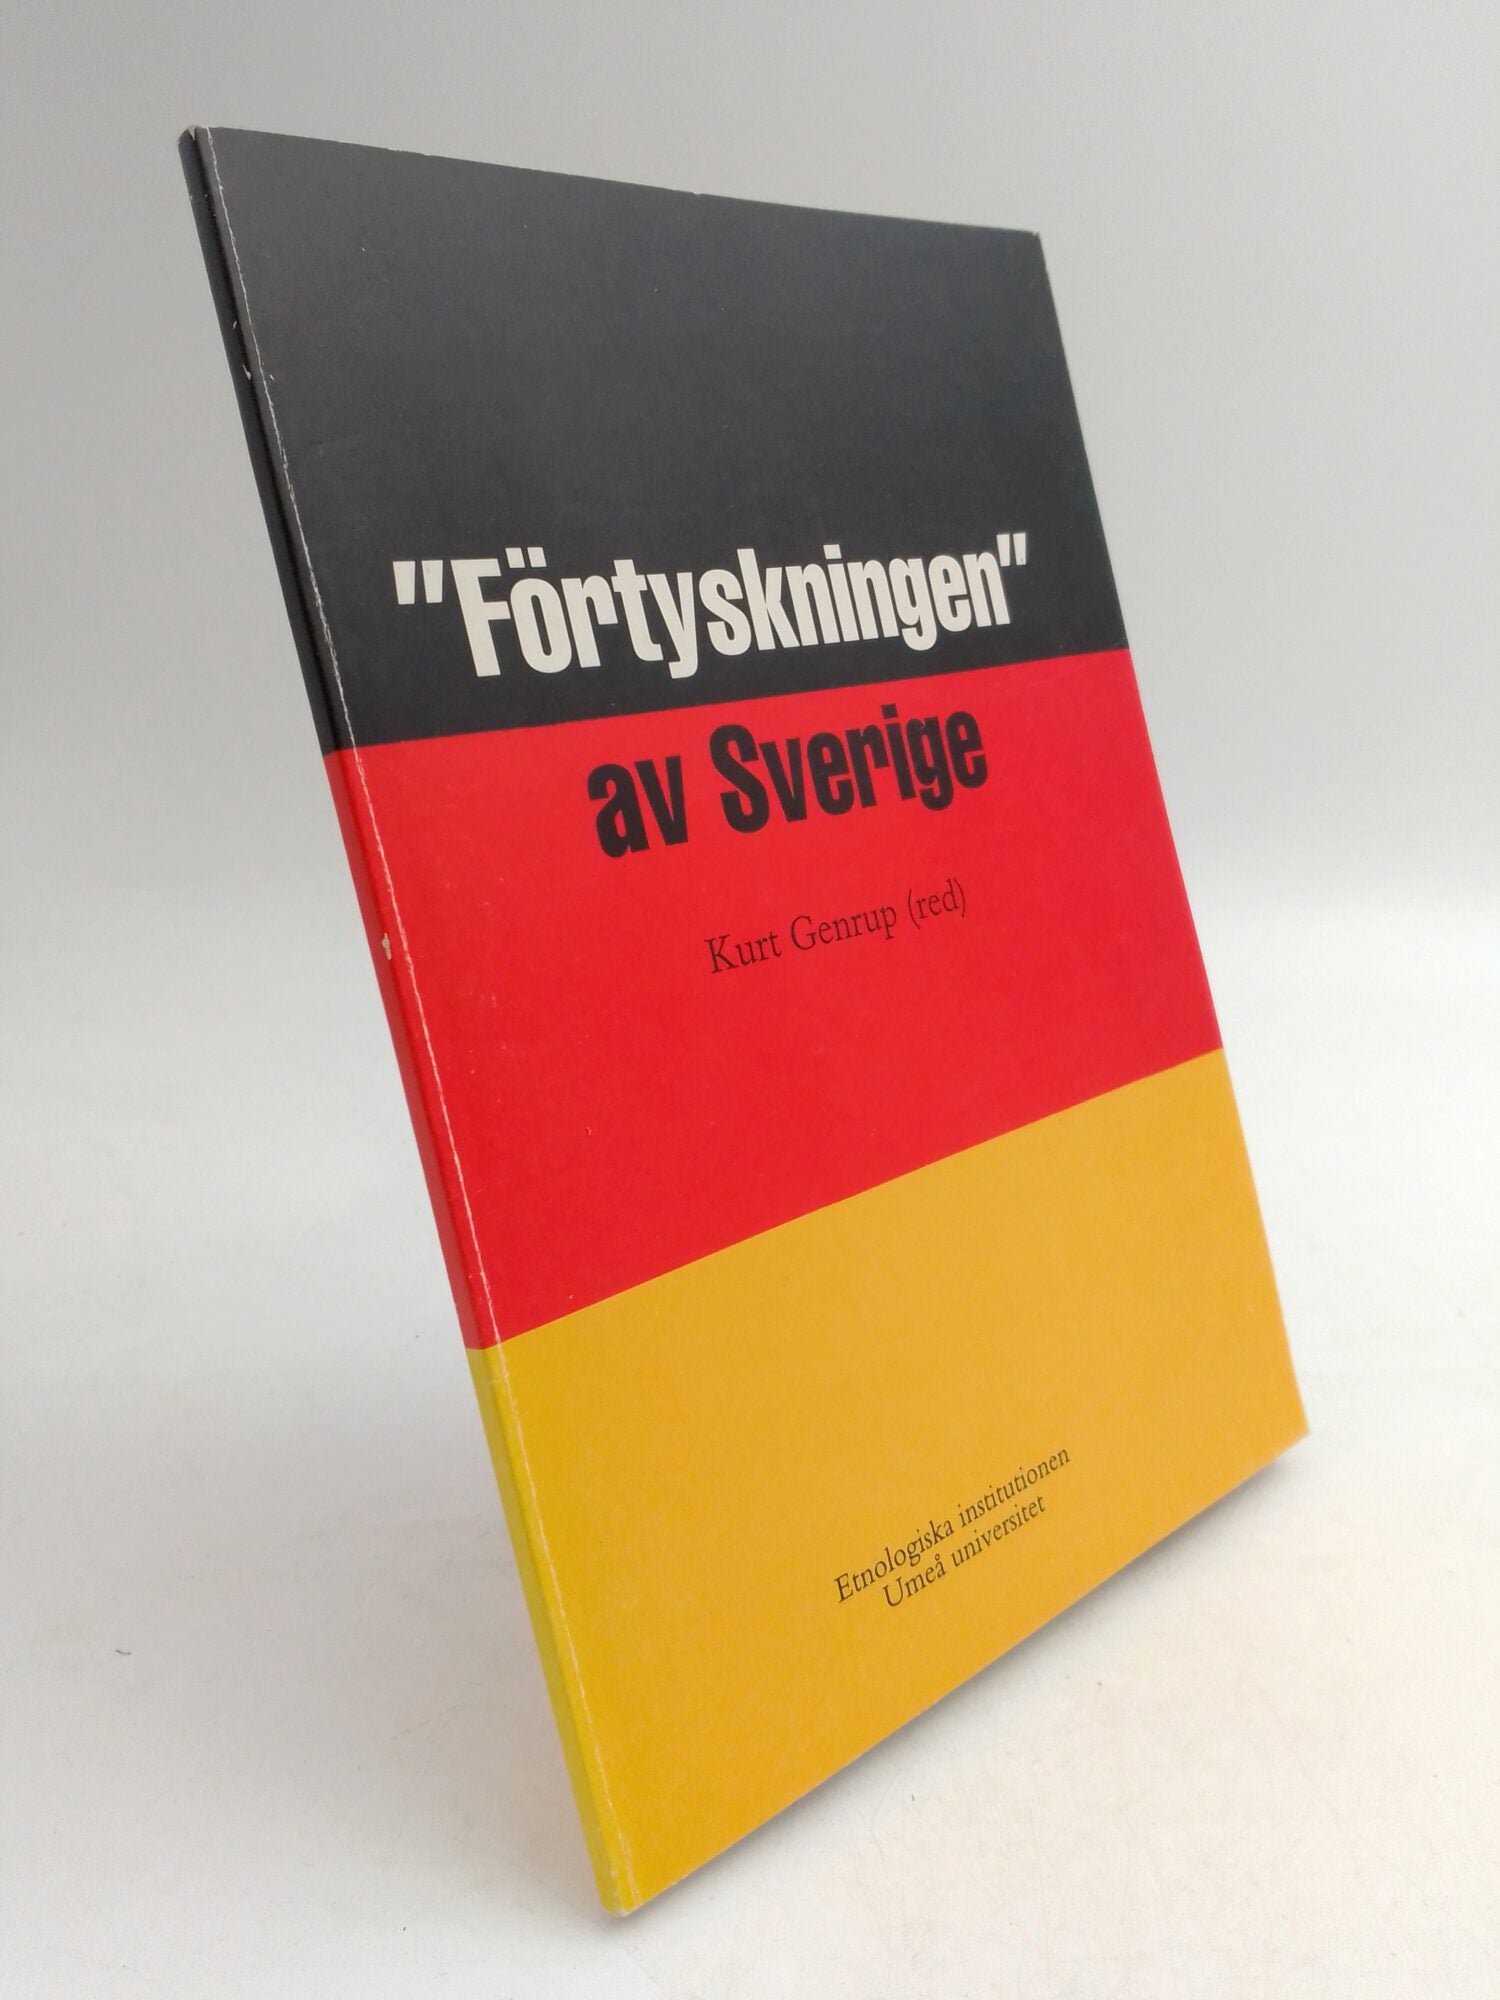 "Förtyskningen"
av Sverige
Kurt Genrup (red)
Etnologiska institutionen
Umeå universitet